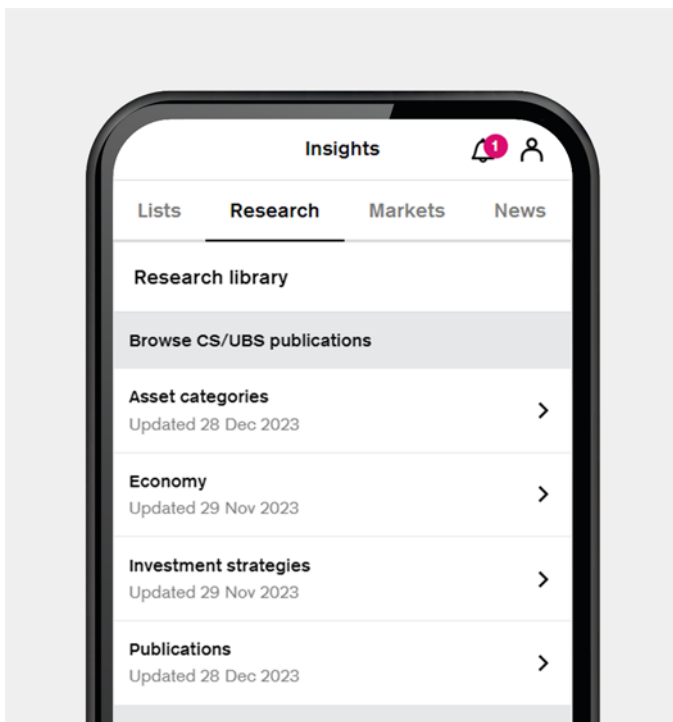 Insights
1
Lists Research Markets News
Research library
Browse CS/UBS publications
Asset categories
Updated 28 Dec 2023
Economy
Updated 29 Nov 2023
Investment strategies
Updated 29 Nov 2023
Publications
Updated 28 Dec 2023